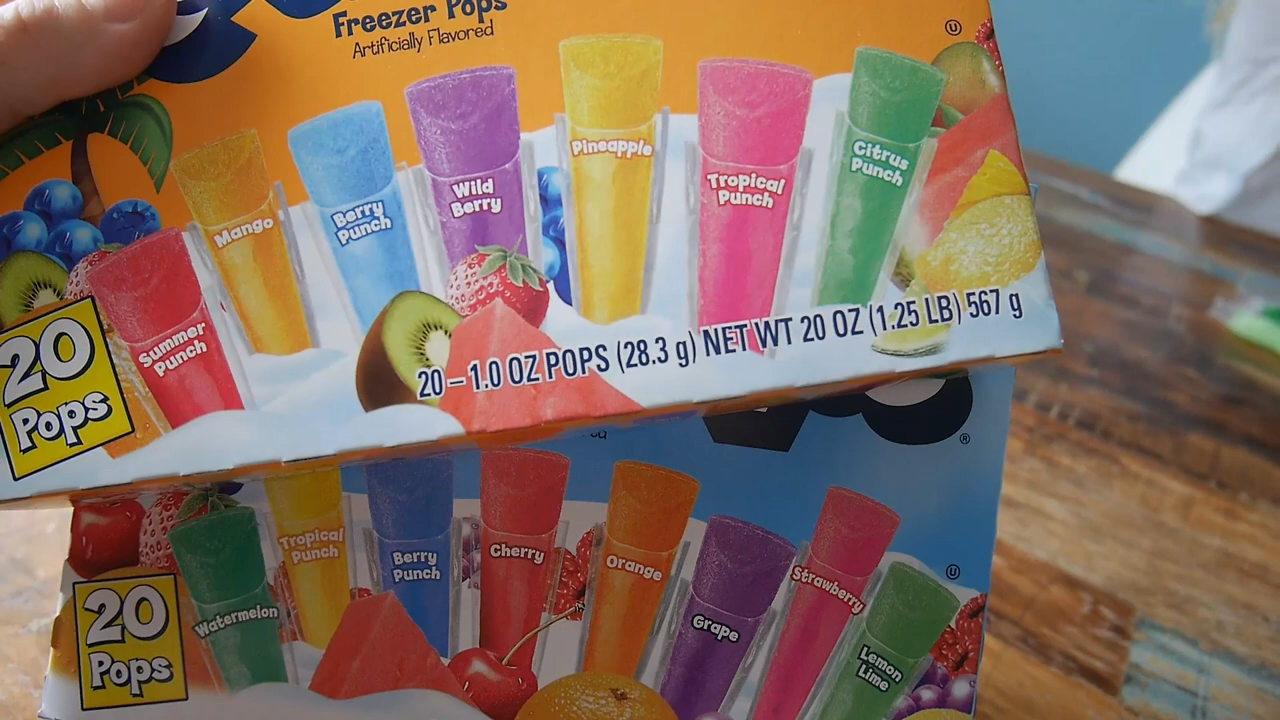 Freezer Pops
Artificially Flavored
U
Mango
Berry
Punch
Wild
Berry
Pineapple
Tropical
Punch
Citrus
Punch
Summer
Punch
20
Pops
20 – 1.0 OZ POPS (28.3 g) NET WT 20 OZ (1.25 LB) 567 g
®
U
Watermelon
Tropical
Punch
Berry
Punch
Cherry
Orange
Grape
Strawberry
Lemon
Lime
20
Pops